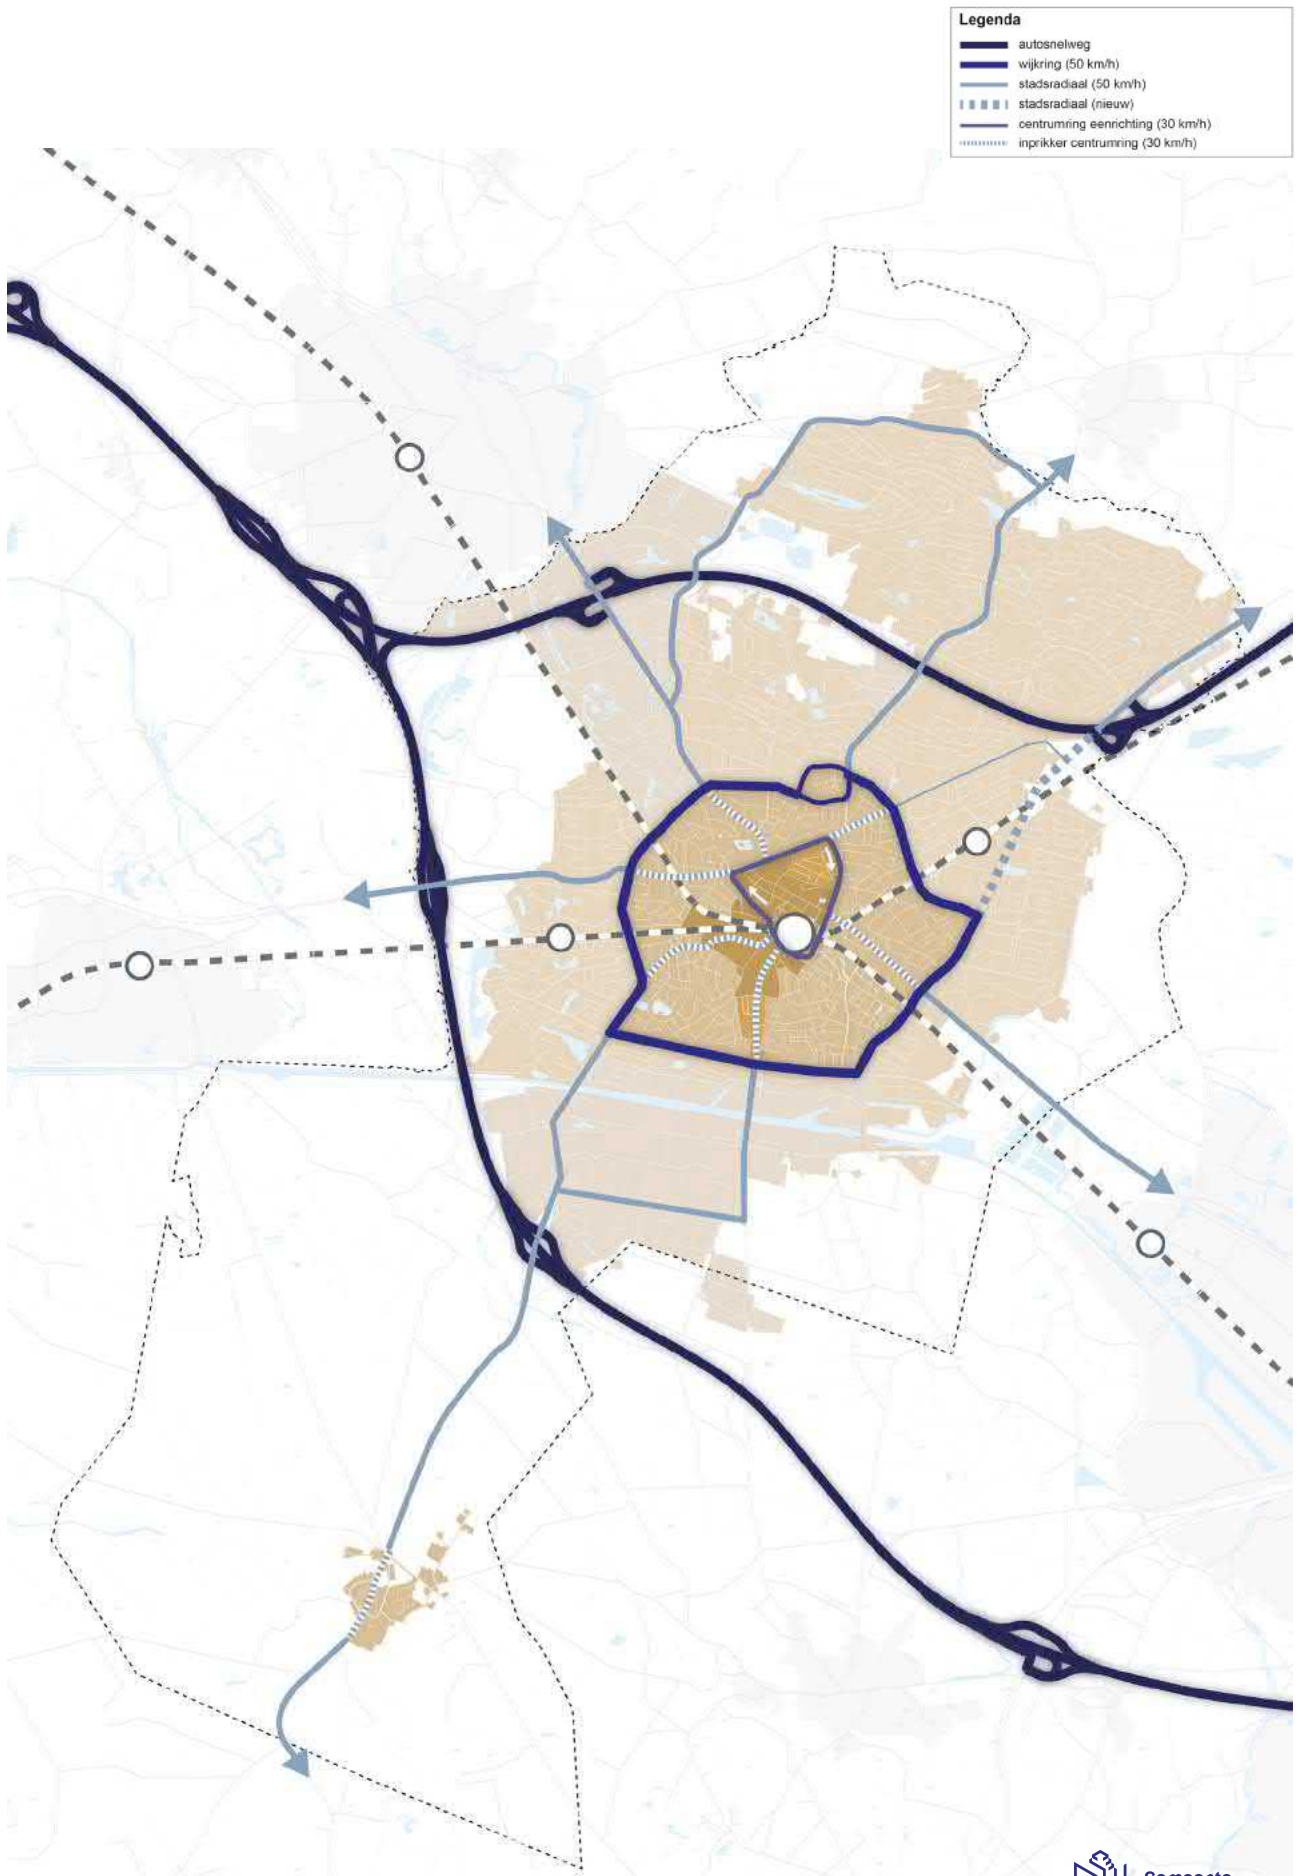 Legenda
autosnelweg
wijkring (50 km/h)
stadsradiaal (50 km/h)
stadsradiaal (nieuw)
centrumring eenrichting (30 km/h)
inprikker centrumring (30 km/h)